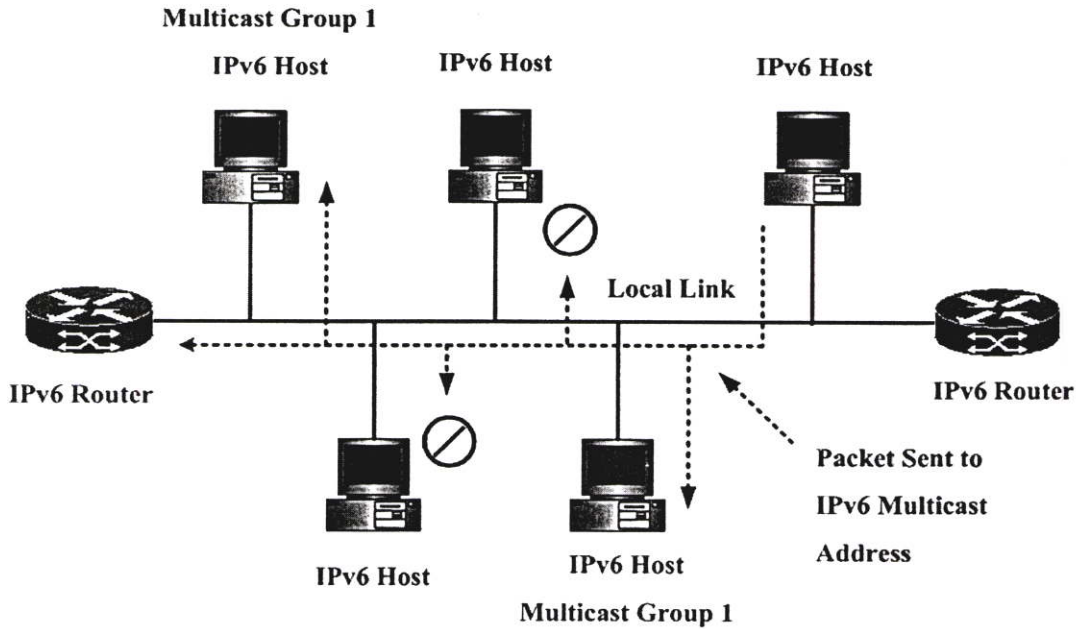 Multicast Group 1
IPv6 Host
IPv6 Host
IPv6 Host
Local Link
IPv6 Router
IPv6 Router
Packet Sent to
IPv6 Multicast
Address
IPv6 Host
IPv6 Host
Multicast Group 1